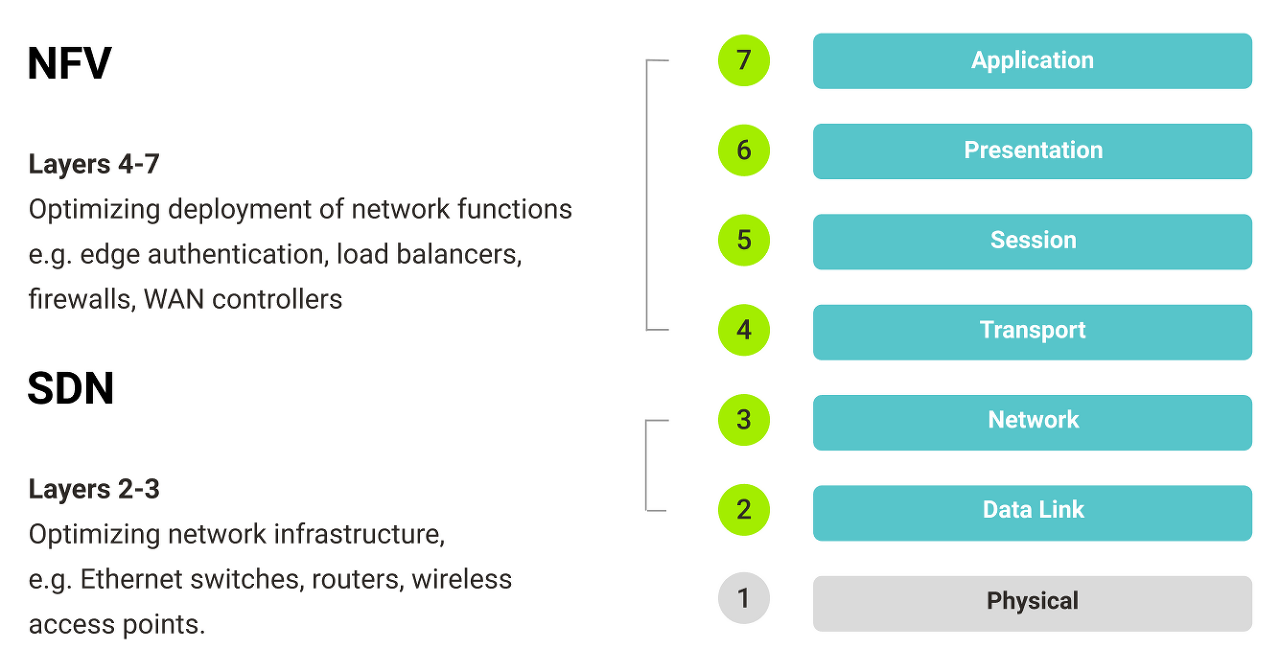 NFV
Layers 4-7
Optimizing deployment of network functions
e.g. edge authentication, load balancers,
firewalls, WAN controllers
SDN
Layers 2-3
Optimizing network infrastructure,
e.g. Ethernet switches, routers, wireless
access points.
7 Application
6 Presentation
5 Session
4 Transport
3 Network
2 Data Link
1 Physical